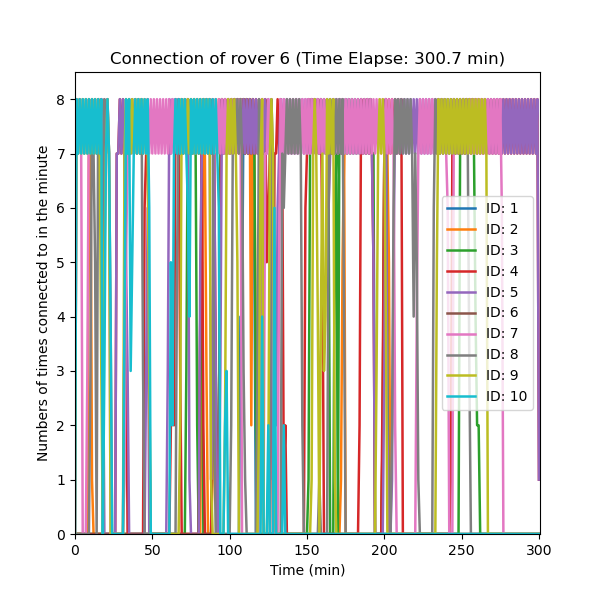 Connection of rover 6 (Time Elapse: 300.7 min)
Numbers of times connected to in the minute
8
7
6
5
4
3
2
1
0
ID: 1
ID: 2
ID: 3
ID: 4
ID: 5
ID: 6
ID: 7
ID: 8
ID: 9
ID: 10
0 50 100 150 200 250 300
Time (min)